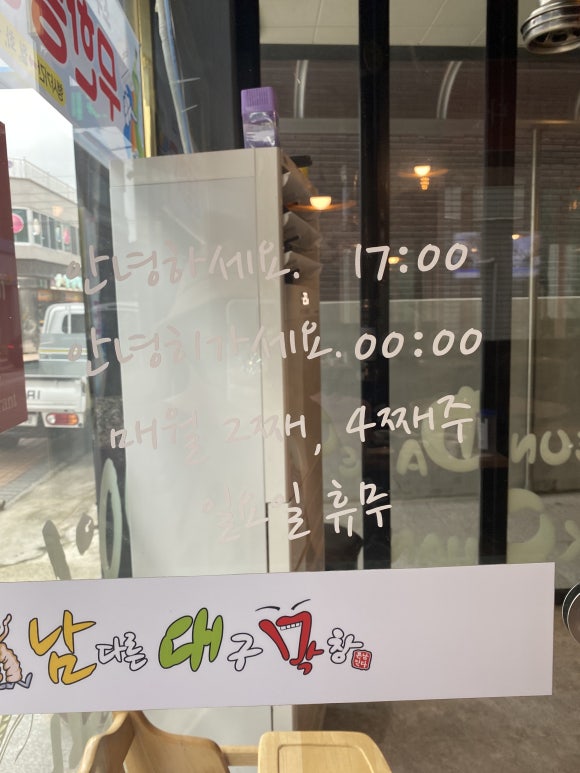 안녕하세요. 17:00
안녕히가세요. 00:00
매월 2째, 4째주
일요일 휴무
남다른 대구막창